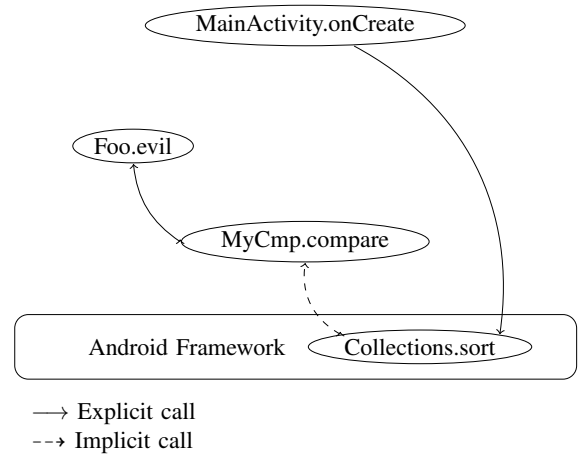 MainActivity.onCreate
Foo.evil
MyCmp.compare
Android Framework Collections.sort
Explicit call
Implicit call